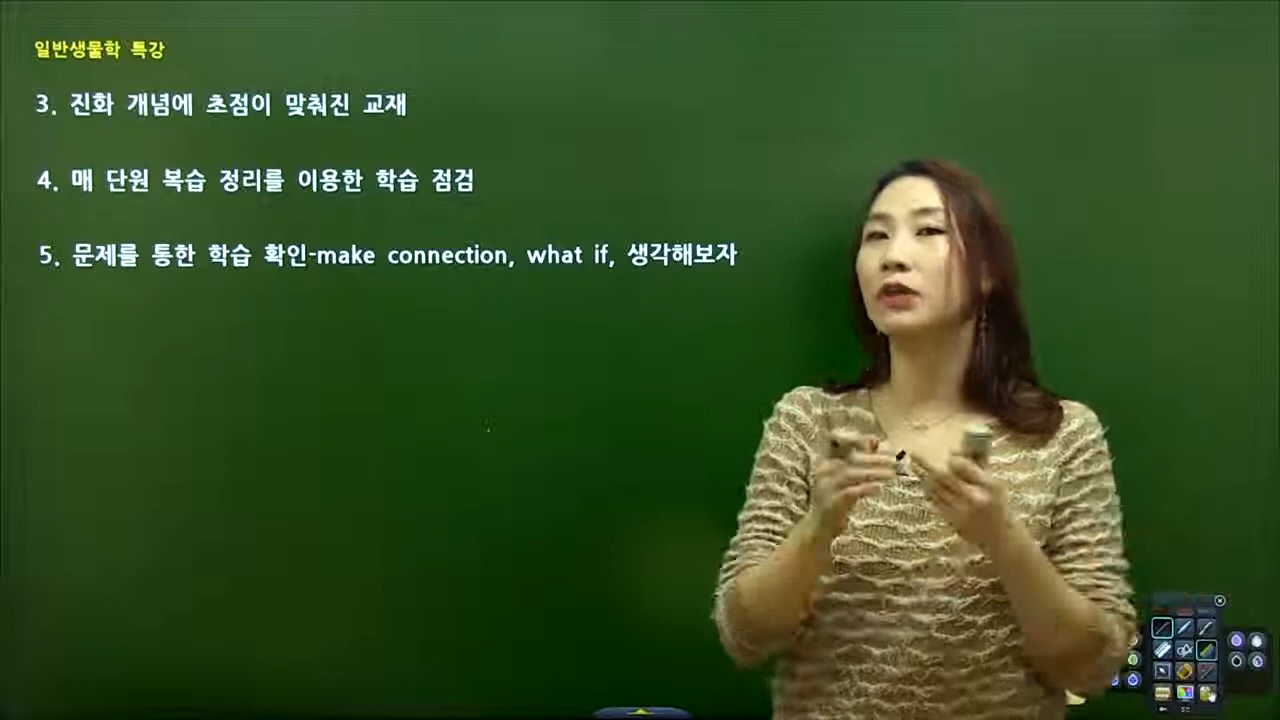 일반생물학 특강
3. 진화 개념에 초점이 맞춰진 교재
4. 매 단원 복습 정리를 이용한 학습 점검
5. 문제를 통한 학습 확인-make connection, what if, 생각해보자